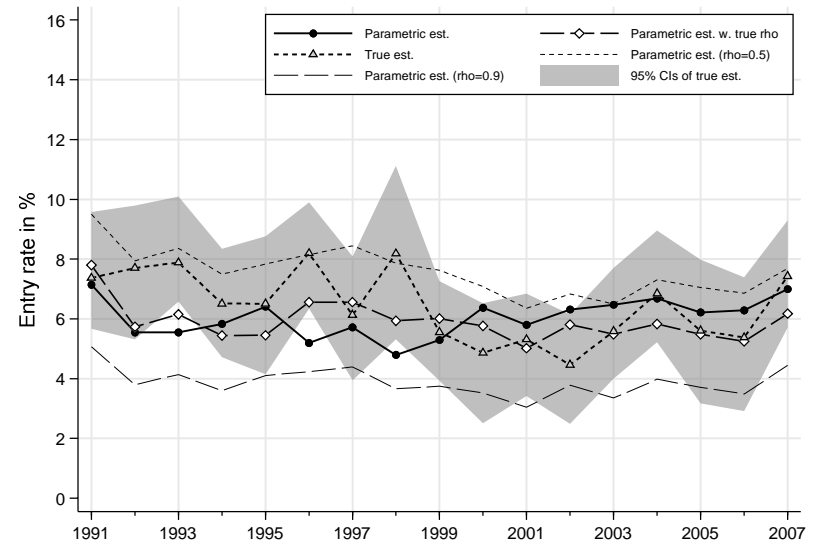 Parametric est.
Parametric est. w. true rho
True est.
Parametric est. (rho=0.5)
Parametric est. (rho=0.9)
95% CIs of true est.
Entry rate in %
16
14
12
10
8
6
4
2
0
1991 1993 1995 1997 1999 2001 2003 2005 2007